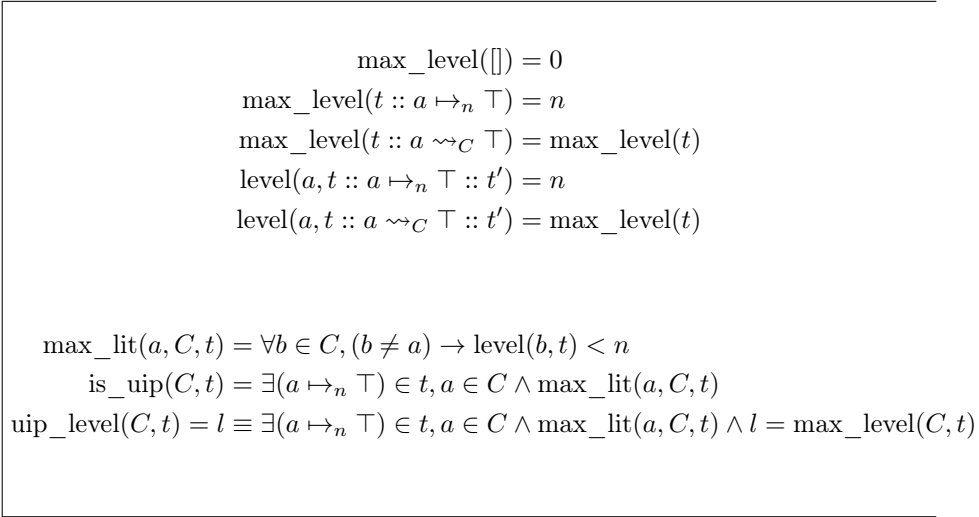 max_level([]) = 0
max_level(t :: a ↦ₙ ⊤) = n
max_level(t :: a ⇝_C ⊤) = max_level(t)
level(a, t :: a ↦ₙ ⊤ :: t′) = n
level(a, t :: a ⇝_C ⊤ :: t′) = max_level(t)
max_lit(a, C, t) = ∀b ∈ C, (b ≠ a) → level(b, t) < n
is_uip(C, t) = ∃(a ↦ₙ ⊤) ∈ t, a ∈ C ∧ max_lit(a, C, t)
uip_level(C, t) = l ≡ ∃(a ↦ₙ ⊤) ∈ t, a ∈ C ∧ max_lit(a, C, t) ∧ l = max_level(C, t)